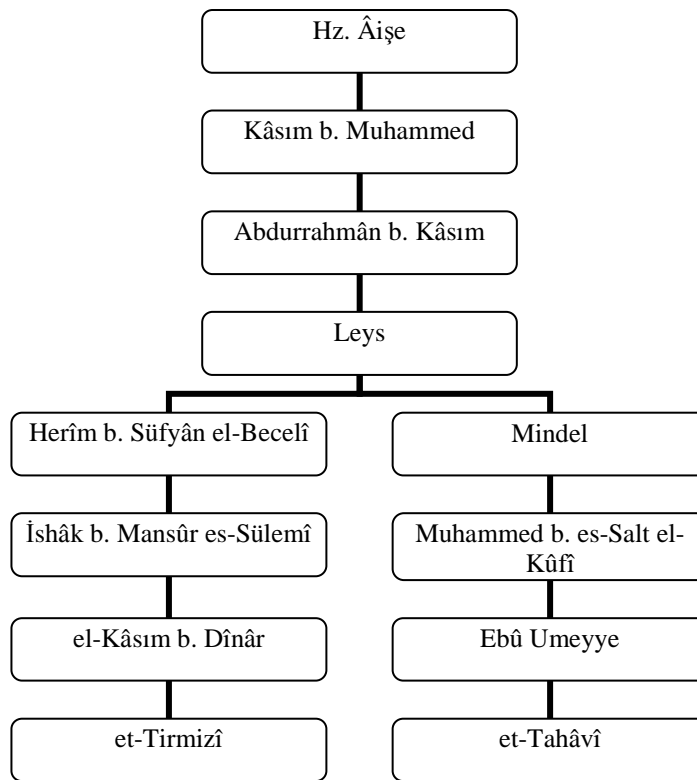 Hz. Âişe
Kâsım b. Muhammed
Abdurrahmân b. Kâsım
Leys
Herîm b. Süfyân el-Becelî
Mindel
İshâk b. Mansûr es-Sülemî
Muhammed b. es-Salt el-
Kûfî
el-Kâsım b. Dînâr
Ebû Umeyye
et-Tirmizî
et-Tahâvî